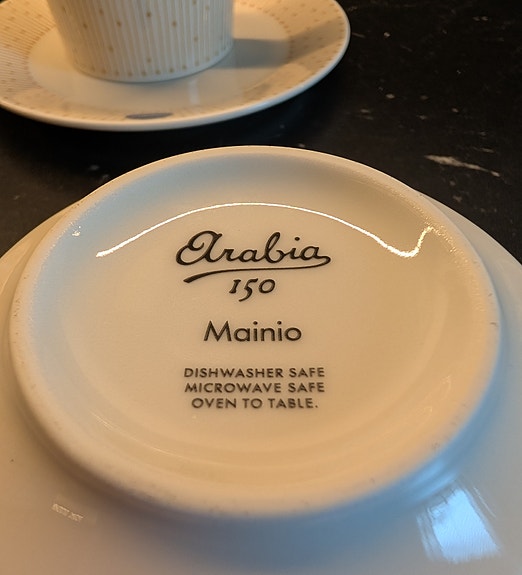 Arabia
150
Mainio
DISHWASHER SAFE
MICROWAVE SAFE
OVEN TO TABLE.